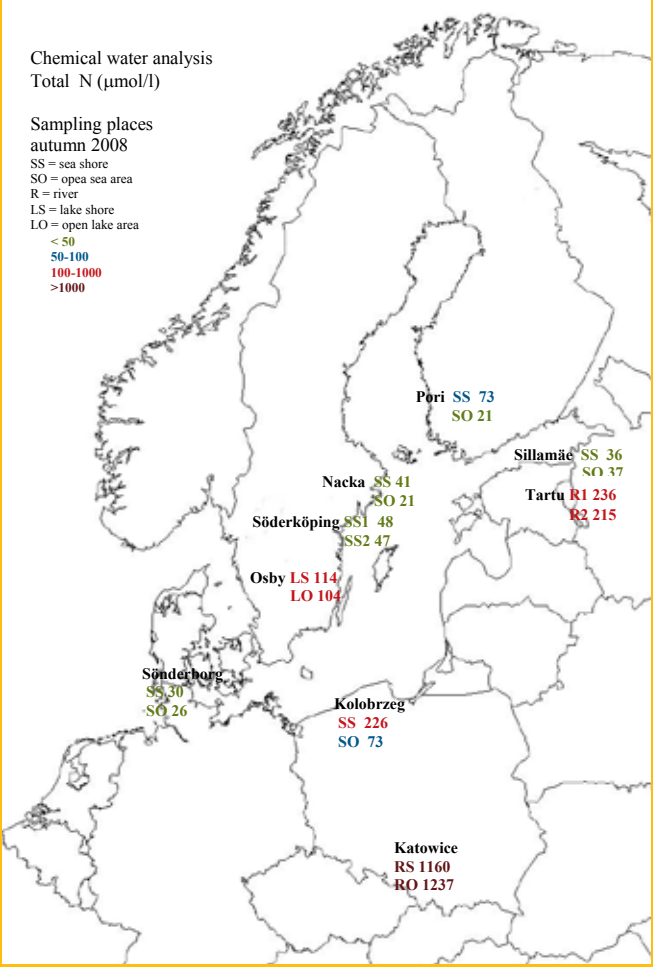 Chemical water analysis
Total N (µmol/l)
Sampling places
autumn 2008
SS = sea shore
SO = opea sea area
R = river
LS = lake shore
LO = open lake area
< 50
50-100
100-1000
>1000
Pori SS 73
SO 21
Sillamäe SS 36
SO 37
Nacka SS 41
SO 21
Tartu R1 236
R2 215
Söderköping SS1 48
SS2 47
Osby LS 114
LO 104
Sönderborg
SS 30
SO 26
Kolobrzeg
SS 226
SO 73
Katowice
RS 1160
RO 1237